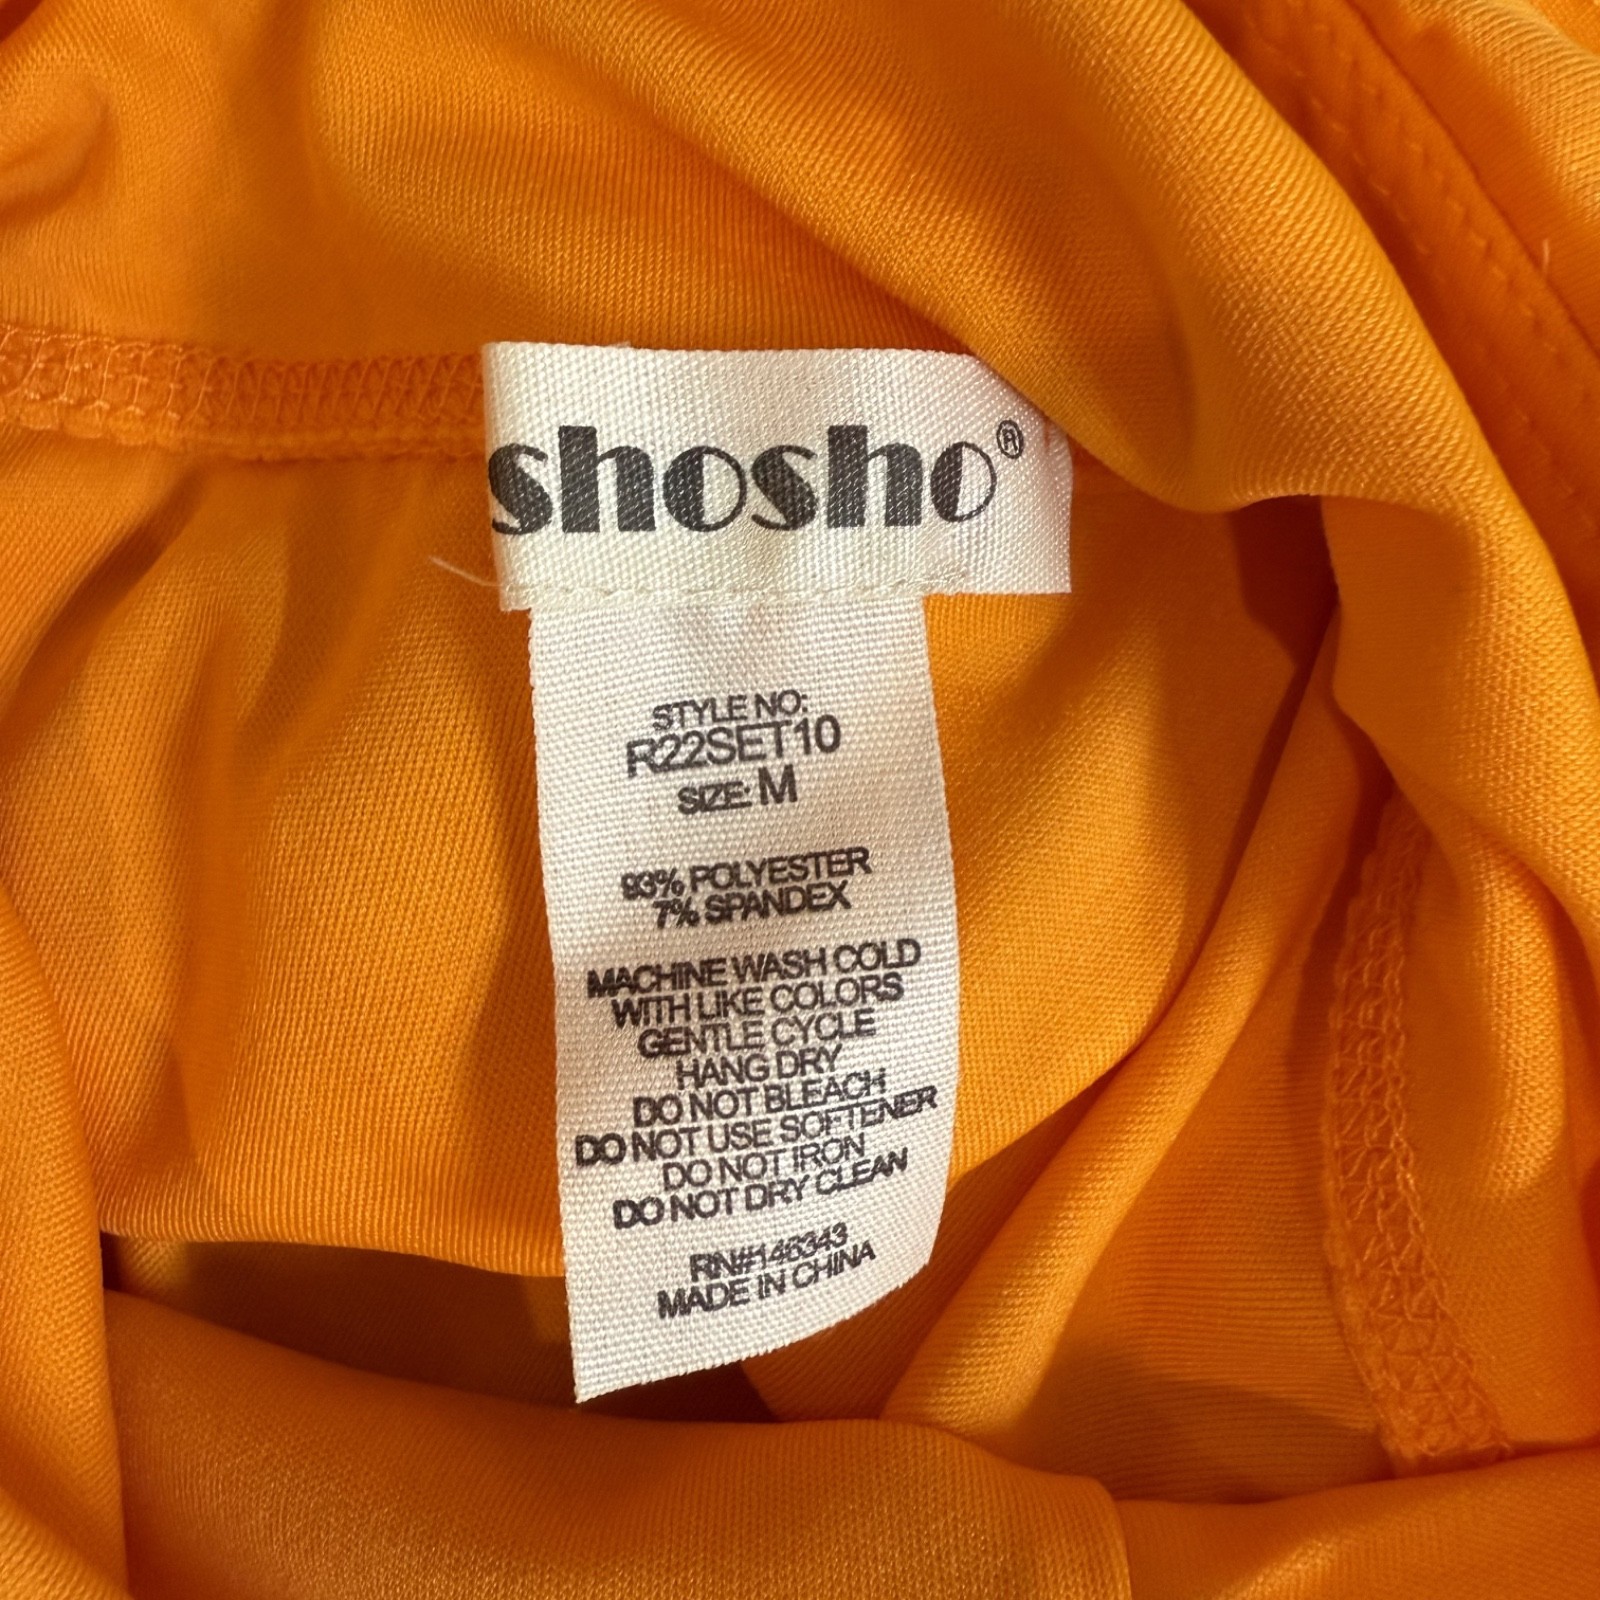 shosho®
STYLE NO:
R22SET10
SIZE: M
93% POLYESTER
7% SPANDEX
MACHINE WASH COLD
WITH LIKE COLORS
GENTLE CYCLE
HANG DRY
DO NOT BLEACH
DO NOT USE SOFTENER
DO NOT IRON
DO NOT DRY CLEAN
RN#146343
MADE IN CHINA